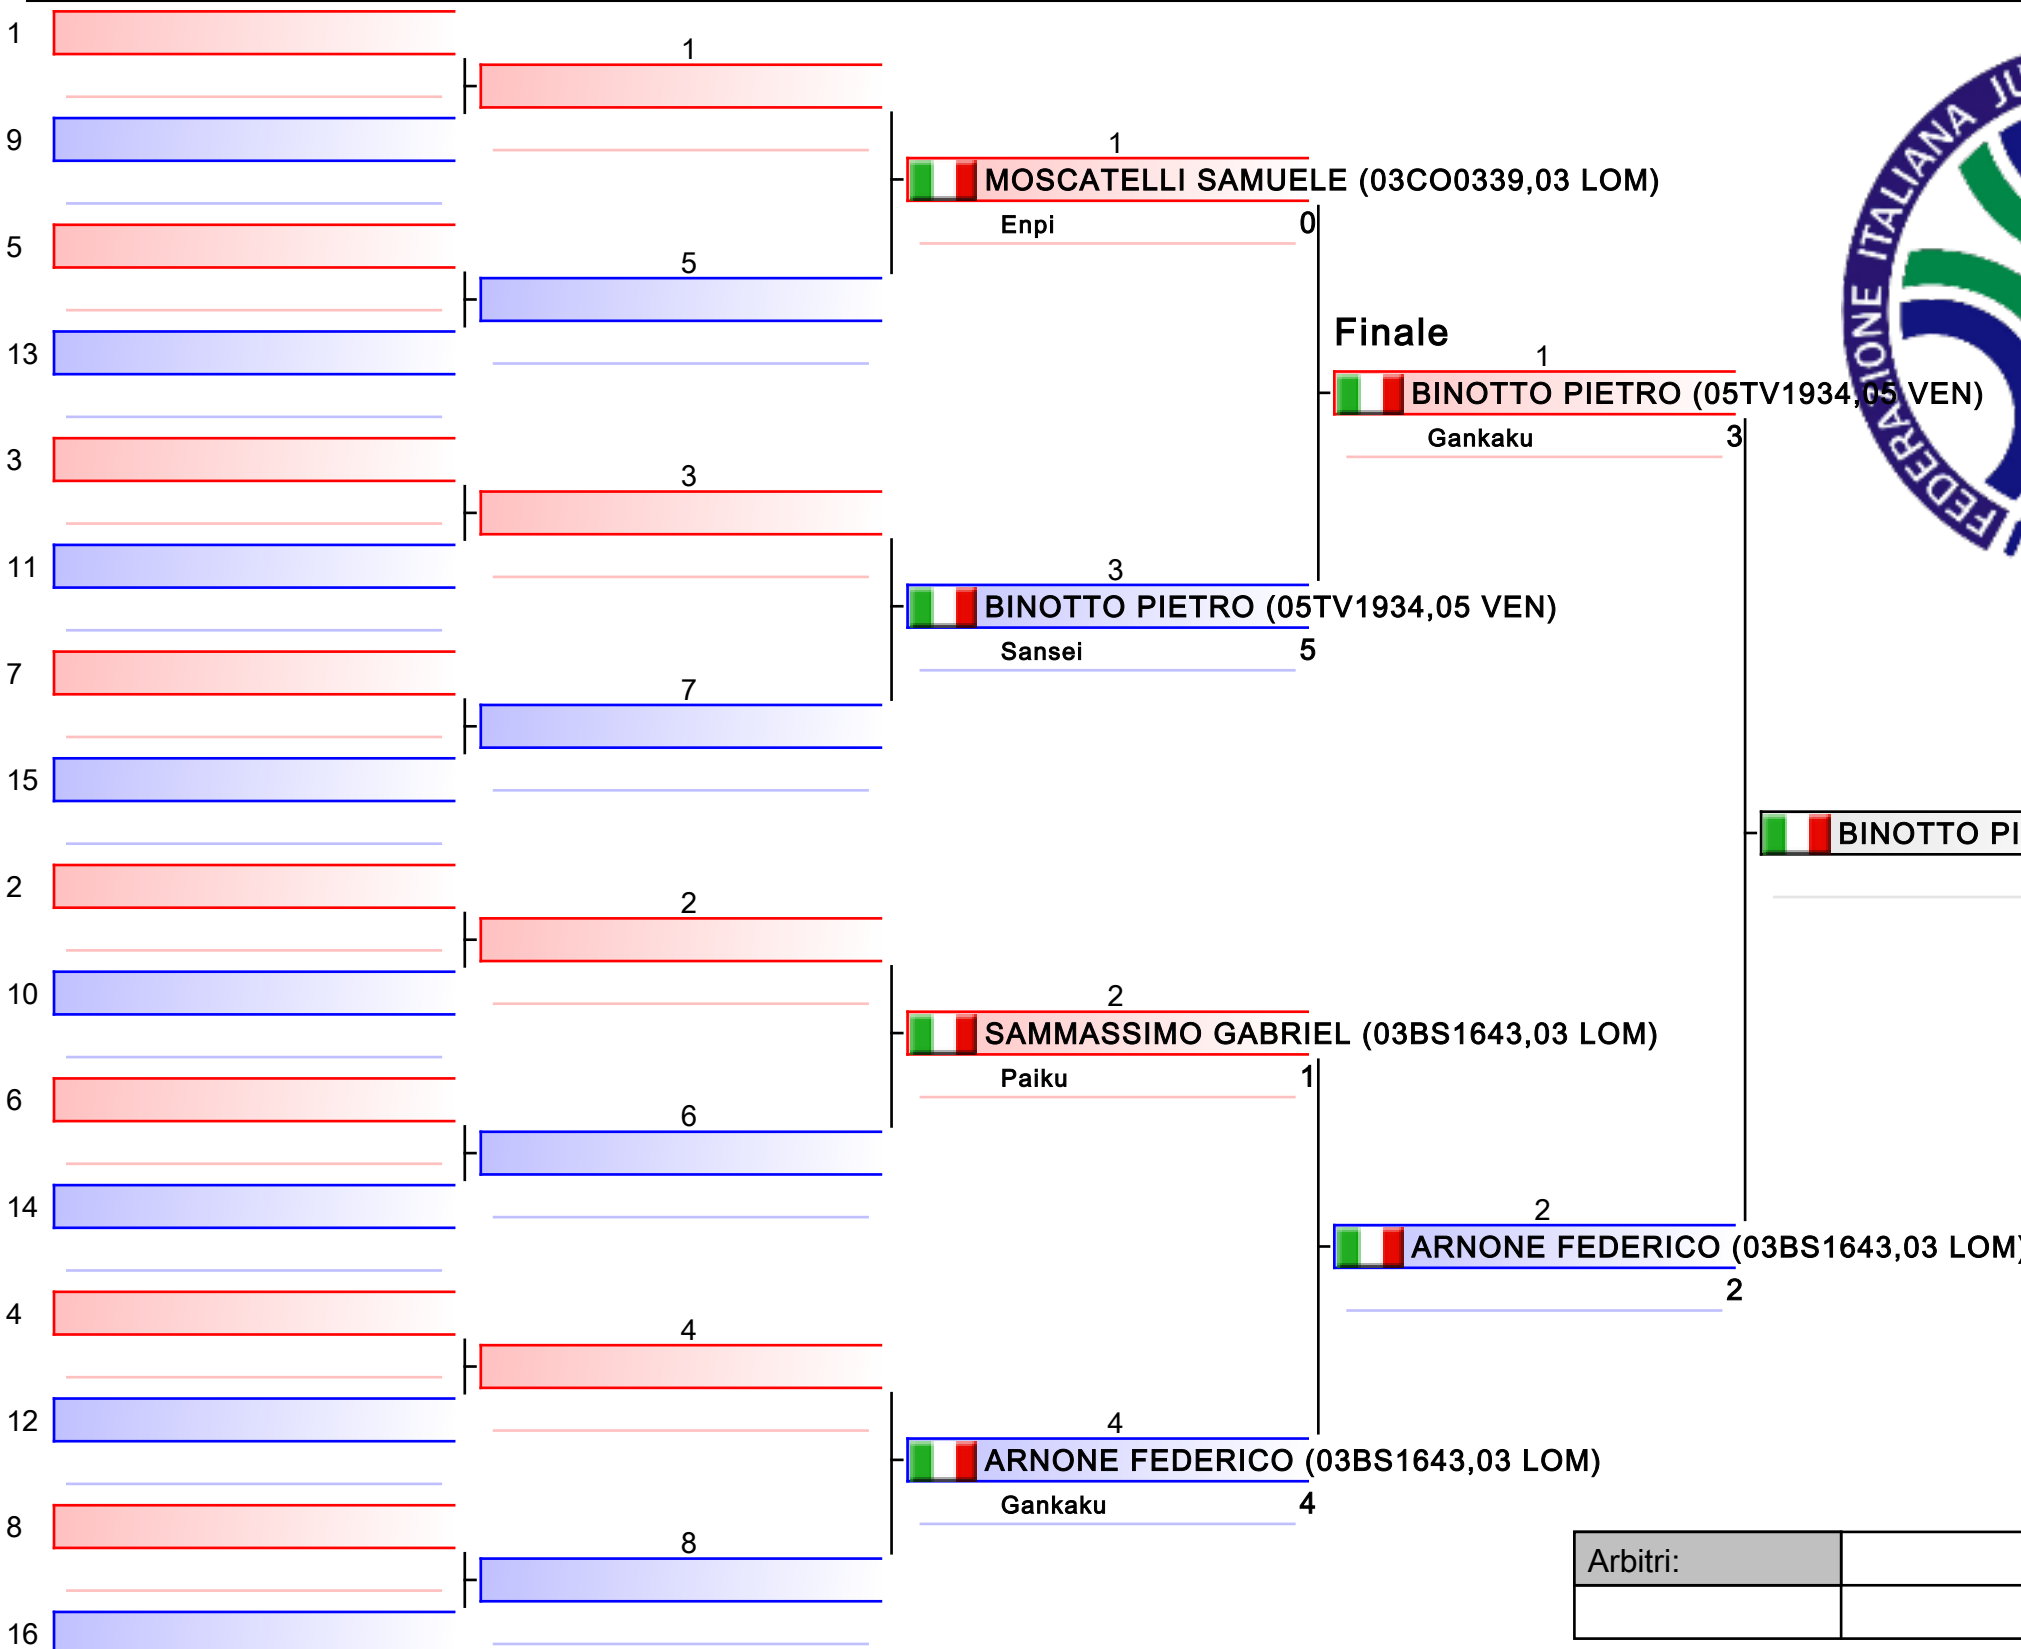 1
1
9
1
MOSCATELLI SAMUELE (03CO0339,03 LOM)
Enpi 0
5
5
Finale
13
1
BINOTTO PIETRO (05TV1934,05 VEN)
Gankaku 3
3
3
11
3
BINOTTO PIETRO (05TV1934,05 VEN)
Sansei 5
7
7
15
BINOTTO PI
2
2
10
2
SAMMASSIMO GABRIEL (03BS1643,03 LOM)
Paiku 1
6
6
14
2
ARNONE FEDERICO (03BS1643,03 LOM)
2
4
4
12
4
ARNONE FEDERICO (03BS1643,03 LOM)
Gankaku 4
8
8
16
Arbitri:
FEDERAZIONE ITALIANA JU